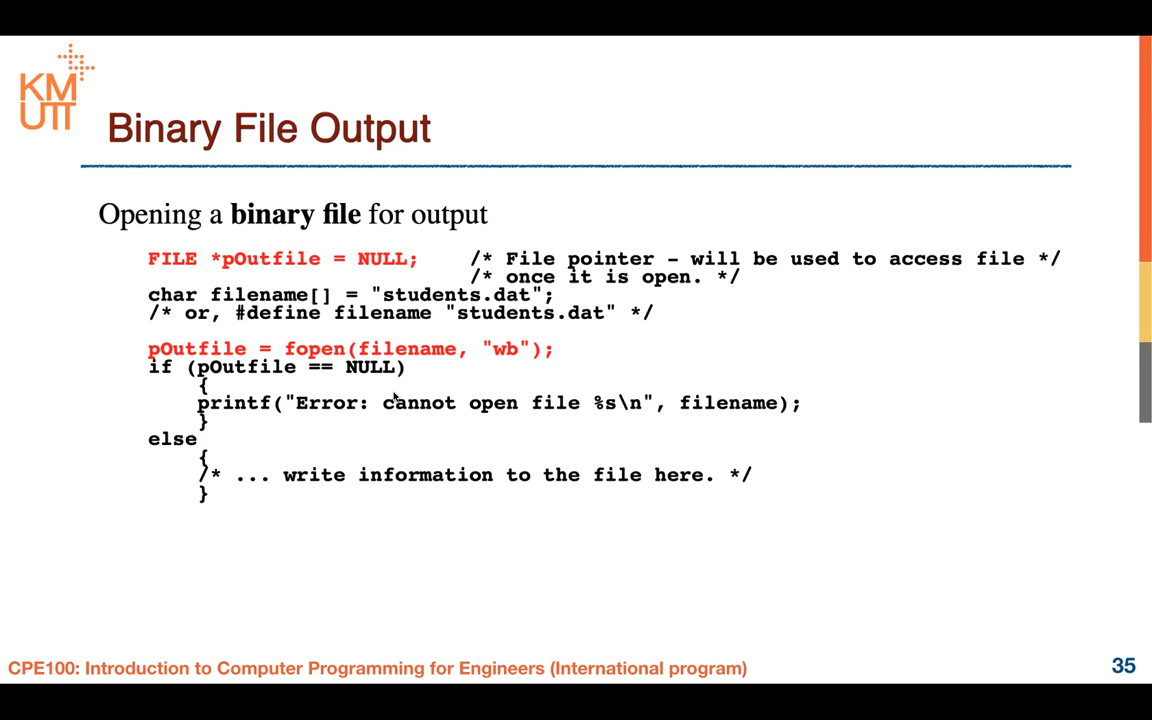 KM
UTT
Binary File Output
Opening a binary file for output
FILE *pOutfile = NULL; /* File pointer – will be used to access file */
/* once it is open. */
char filename[] = "students.dat";
/* or, #define filename "students.dat" */
pOutfile = fopen(filename, "wb");
if (pOutfile == NULL)
{
printf("Error: cannot open file %s\n", filename);
}
else
{
/* ... write information to the file here. */
}
CPE100: Introduction to Computer Programming for Engineers (International program)
35